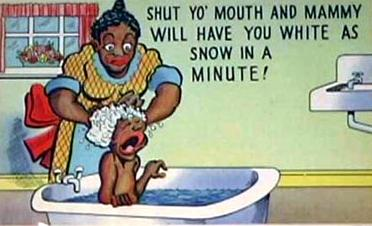 SHUT YO' MOUTH AND MAMMY
WILL HAVE YOU WHITE AS
SNOW IN A
MINUTE!